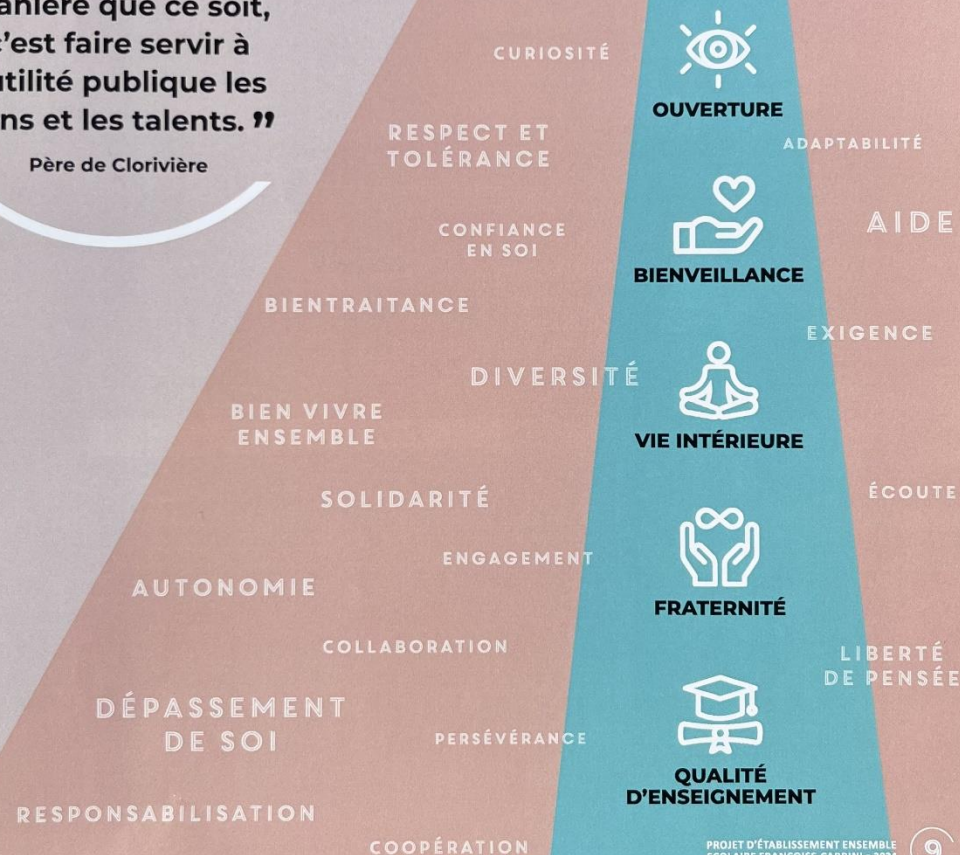 anière que ce soit,
c'est faire servir à
utilité publique les
ns et les talents. ”
Père de Clorivière
CURIOSITÉ
RESPECT ET
TOLÉRANCE
CONFIANCE
EN SOI
BIENTRAITANCE
DIVERSITÉ
BIEN VIVRE
ENSEMBLE
SOLIDARITÉ
ENGAGEMENT
AUTONOMIE
COLLABORATION
DÉPASSEMENT
DE SOI
PERSÉVÉRANCE
RESPONSABILISATION
COOPÉRATION
OUVERTURE
BIENVEILLANCE
VIE INTÉRIEURE
FRATERNITÉ
QUALITÉ
D'ENSEIGNEMENT
ADAPTABILITÉ
AIDE
EXIGENCE
ÉCOUTE
LIBERTÉ
DE PENSÉE
PROJET D'ÉTABLISSEMENT ENSEMBLE
9